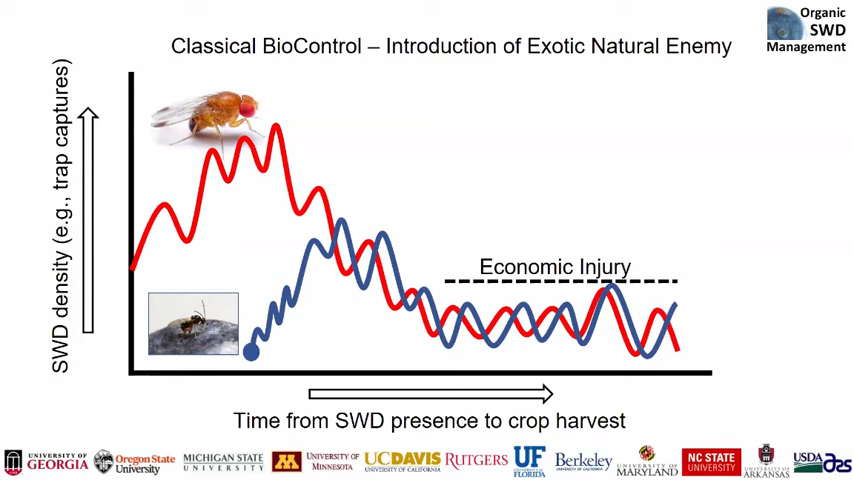 Organic
SWD
Management
Classical BioControl – Introduction of Exotic Natural Enemy
SWD density (e.g., trap captures)
Economic Injury
Time from SWD presence to crop harvest
UNIVERSITY OF
GEORGIA
Oregon State
University
MICHIGAN STATE
UNIVERSITY
M
UNIVERSITY OF
MINNESOTA
UC DAVIS
UNIVERSITY OF CALIFORNIA
RUTGERS
UF
UNIVERSITY of
FLORIDA
Berkeley
UNIVERSITY OF CALIFORNIA
UNIVERSITY OF
MARYLAND
NC STATE
UNIVERSITY
UNIVERSITY OF
ARKANSAS
USDA
ars